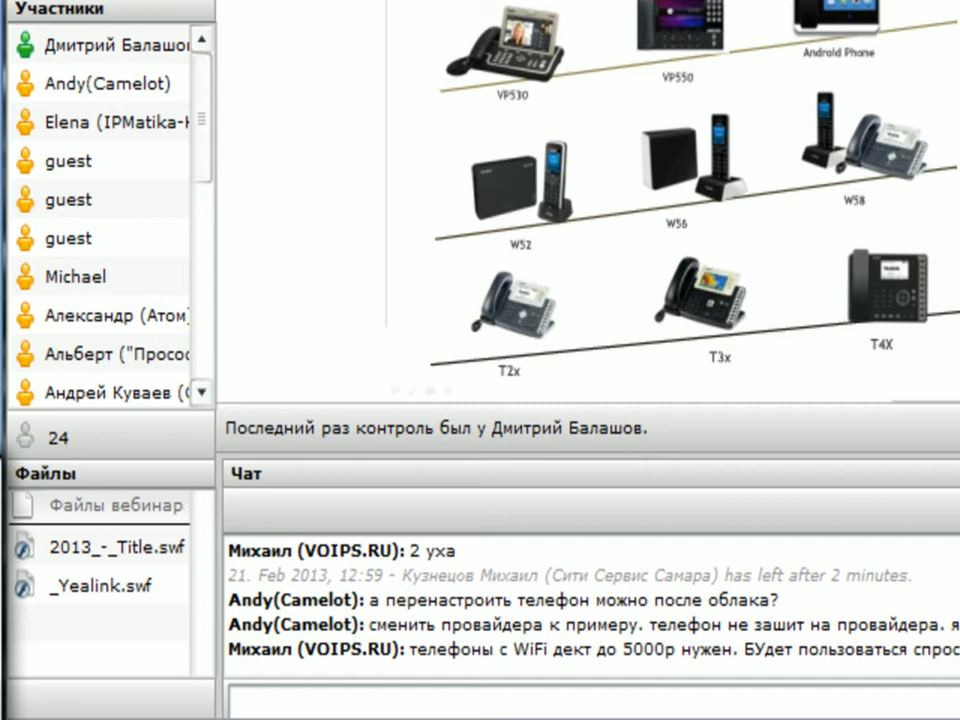 Участники
Дмитрий Балашо
Andy(Camelot)
Elena (IPMatika-
guest
guest
guest
Michael
Александр (Атом
Альберт ("Просо
Андрей Куваев (
24
Файлы
Файлы вебинар
2013_-_Title.swf
_Yealink.swf
VP530
VP550
Android Phone
W52
W56
W58
T2x
T3x
T4X
Последний раз контроль был у Дмитрий Балашов.
Чат
Михаил (VOIPS.RU): 2 уха
21. Feb 2013, 12:59 - Кузнецов Михаил (Сити Сервис Самара) has left after 2 minutes.
Andy(Camelot): а перенастроить телефон можно после облака?
Andy(Camelot): сменить провайдера к примеру. телефон не зашит на провайдера. я
Михаил (VOIPS.RU): телефоны с WiFi дект до 5000р нужен. БУдет пользоваться спрос